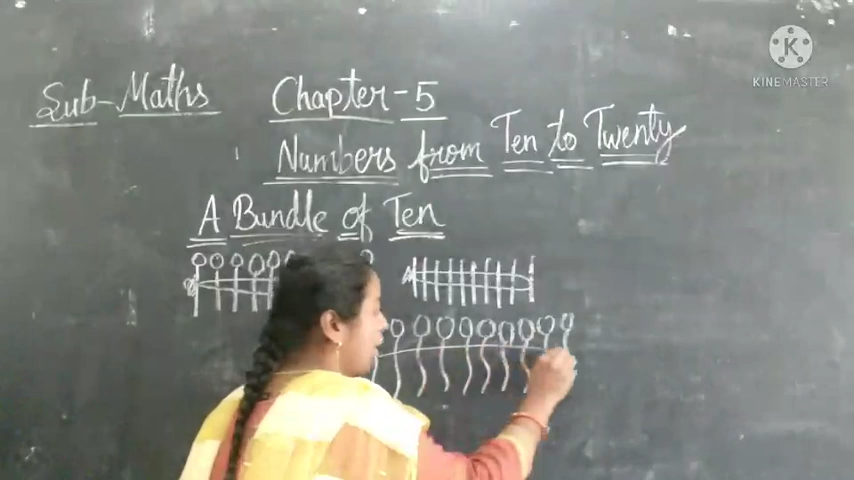 Sub-Maths Chapter-5
Numbers from Ten to Twenty
A Bundle of Ten
K
KINEMASTER